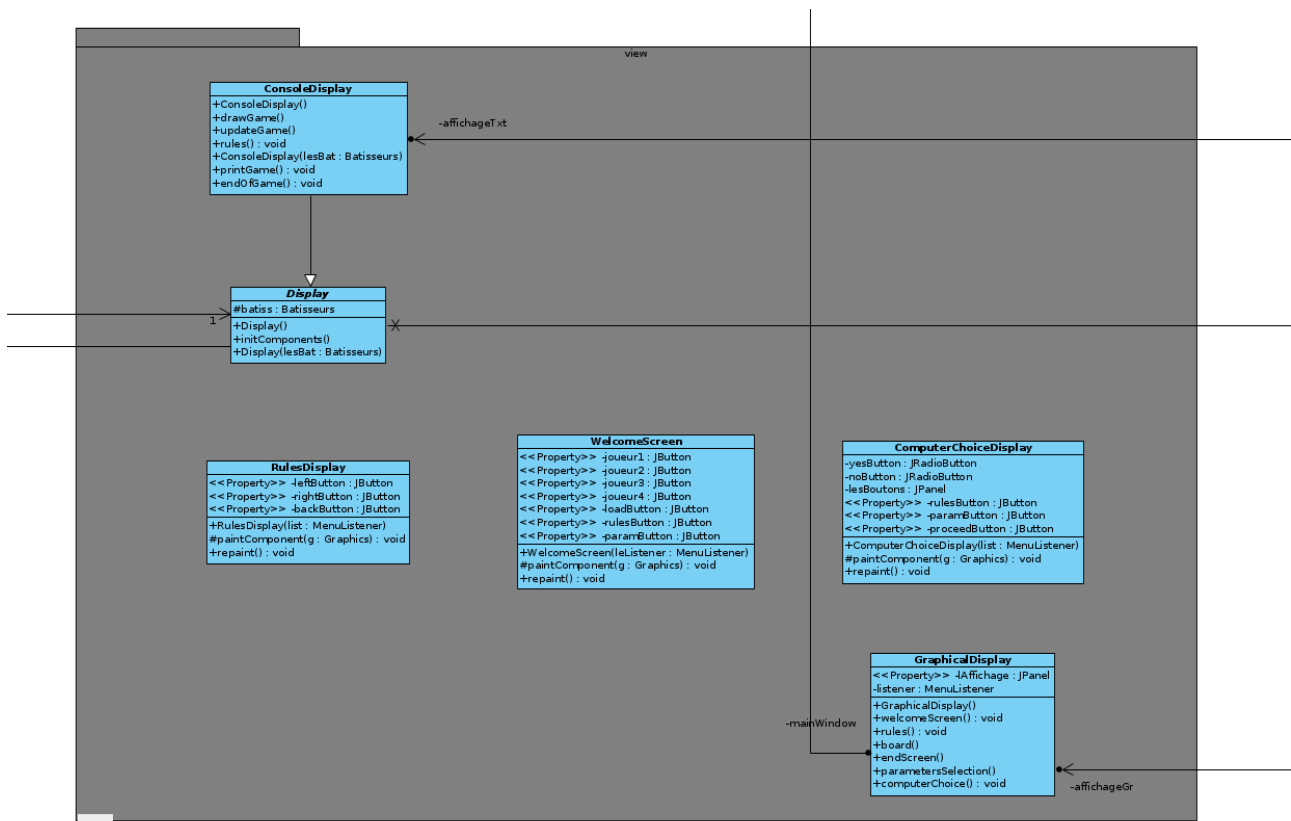 view
ConsoleDisplay
+ConsoleDisplay()
+drawGame()
+updateGame()
+rules() : void
+ConsoleDisplay(lesBat : Batisseurs)
+printGame() : void
+endOfGame() : void
-affichageTxt
Display
#batiss : Batisseurs
+Display()
+initComponents()
+Display(lesBat : Batisseurs)
1
X
RulesDisplay
<<Property>> -leftButton : JButton
<<Property>> -rightButton : JButton
<<Property>> -backButton : JButton
+RulesDisplay(list : MenuListener)
#paintComponent(g : Graphics) : void
+repaint() : void
WelcomeScreen
<<Property>> -joueur1 : JButton
<<Property>> -joueur2 : JButton
<<Property>> -joueur3 : JButton
<<Property>> -joueur4 : JButton
<<Property>> -loadButton : JButton
<<Property>> -rulesButton : JButton
<<Property>> -paramButton : JButton
+WelcomeScreen(leListener : MenuListener)
#paintComponent(g : Graphics) : void
+repaint() : void
ComputerChoiceDisplay
-yesButton : JRadioButton
-noButton : JRadioButton
-lesBoutons : JPanel
<<Property>> -rulesButton : JButton
<<Property>> -paramButton : JButton
<<Property>> -proceedButton : JButton
+ComputerChoiceDisplay(list : MenuListener)
#paintComponent(g : Graphics) : void
+repaint() : void
GraphicalDisplay
<<Property>> -lAffichage : JPanel
-listener : MenuListener
+GraphicalDisplay()
+welcomeScreen() : void
+rules() : void
+board()
+endScreen()
+parametersSelection()
+computerChoice() : void
-mainWindow
-affichageGr